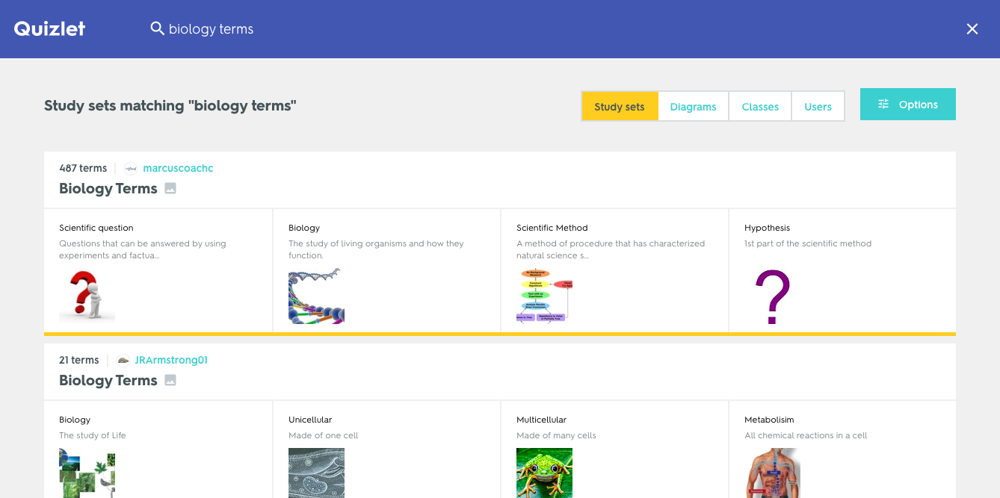 Quizlet
biology terms
Study sets matching "biology terms"
Study sets
Diagrams
Classes
Users
Options
487 terms
marcuscoachc
Biology Terms
Scientific question
Questions that can be answered by using
experiments and factua...
Biology
The study of living organisms and how they
function.
Scientific Method
A method of procedure that has characterized
natural science s...
Hypothesis
1st part of the scientific method
?
21 terms
JRArmstrong01
Biology Terms
Biology
The study of Life
Unicellular
Made of one cell
Multicellular
Made of many cells
Metabolisim
All chemical reactions in a cell